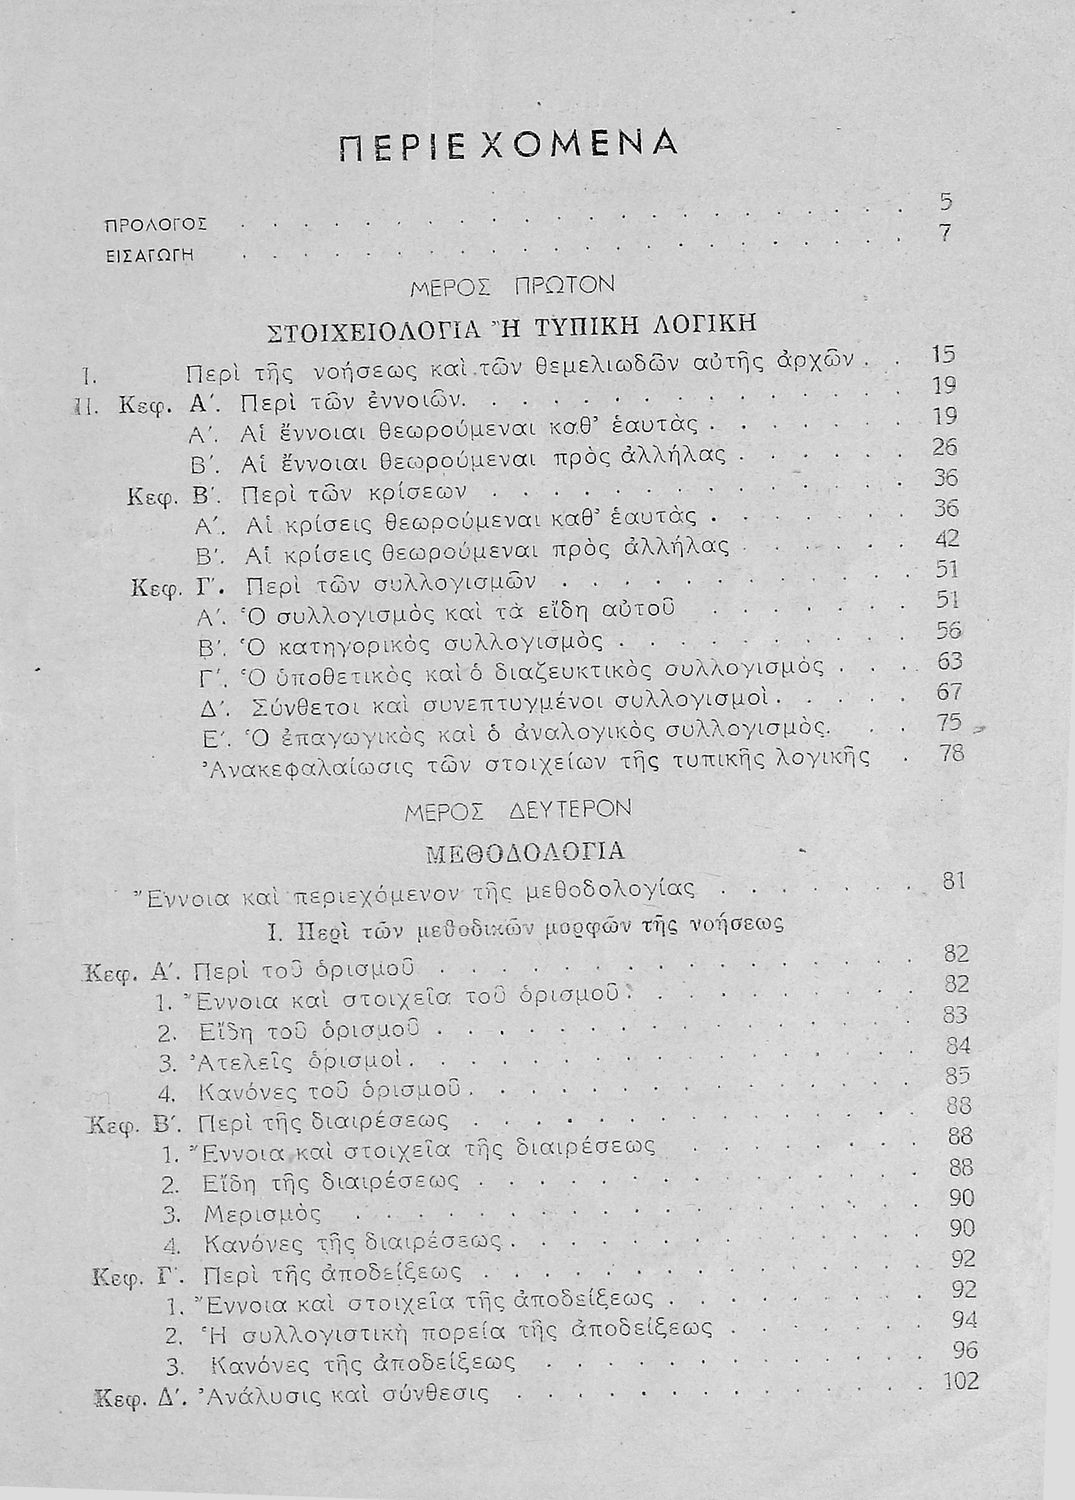 ΠΕΡΙΕΧΟΜΕΝΑ
ΠΡΟΛΟΓΟΣ . . . . . . . . . . . . . . . . . . . . . . 5
ΕΙΣΑΓΩΓΗ . . . . . . . . . . . . . . . . . . . . . . 7
ΜΕΡΟΣ ΠΡΩΤΟΝ
ΣΤΟΙΧΕΙΟΛΟΓΙΑ Ἢ ΤΥΠΙΚΗ ΛΟΓΙΚΗ
I. Περὶ τῆς νοήσεως καὶ τῶν θεμελιωδῶν αὐτῆς ἀρχῶν . . 15
II. Κεφ. Α′. Περὶ τῶν ἐννοιῶν. . . . . . . . . . . . . . . 19
Α′. Αἱ ἔννοιαι θεωρούμεναι καθ' ἑαυτὰς . . . . . . . 19
Β′. Αἱ ἔννοιαι θεωρούμεναι πρὸς ἀλλήλας . . . . . . 26
Κεφ. Β′. Περὶ τῶν κρίσεων . . . . . . . . . . . . . . 36
Α′. Αἱ κρίσεις θεωρούμεναι καθ' ἑαυτὰς . . . . . . . 36
Β′. Αἱ κρίσεις θεωρούμεναι πρὸς ἀλλήλας . . . . . . 42
Κεφ. Γ′. Περὶ τῶν συλλογισμῶν . . . . . . . . . . . . 51
Α′. Ὁ συλλογισμὸς καὶ τὰ εἴδη αὐτοῦ . . . . . . . 51
Β′. Ὁ κατηγορικὸς συλλογισμὸς . . . . . . . . . . 56
Γ′. Ὁ ὑποθετικὸς καὶ ὁ διαζευκτικὸς συλλογισμὸς . . . 63
Δ′. Σύνθετοι καὶ συνεπτυγμένοι συλλογισμοὶ . . . . . 67
Ε′. Ὁ ἐπαγωγικὸς καὶ ὁ ἀναλογικὸς συλλογισμὸς. . . 75
Ἀνακεφαλαίωσις τῶν στοιχείων τῆς τυπικῆς λογικῆς . 78
ΜΕΡΟΣ ΔΕΥΤΕΡΟΝ
ΜΕΘΟΔΟΛΟΓΙΑ
Ἔννοια καὶ περιεχόμενον τῆς μεθοδολογίας . . . . . . . 81
I. Περὶ τῶν μεθοδικῶν μορφῶν τῆς νοήσεως
Κεφ. Α′. Περὶ τοῦ ὁρισμοῦ . . . . . . . . . . . . . . . . 82
1. Ἔννοια καὶ στοιχεῖα τοῦ ὁρισμοῦ . . . . . . . . . . 82
2. Εἴδη τοῦ ὁρισμοῦ . . . . . . . . . . . . . . . . 83
3. Ἀτελεῖς ὁρισμοὶ . . . . . . . . . . . . . . . . . 84
4. Κανόνες τοῦ ὁρισμοῦ . . . . . . . . . . . . . . . 85
Κεφ. Β′. Περὶ τῆς διαιρέσεως . . . . . . . . . . . . . . . 88
1. Ἔννοια καὶ στοιχεῖα τῆς διαιρέσεως . . . . . . . . 88
2. Εἴδη τῆς διαιρέσεως . . . . . . . . . . . . . . . 88
3. Μερισμὸς . . . . . . . . . . . . . . . . . . . 90
4. Κανόνες τῆς διαιρέσεως . . . . . . . . . . . . . . 90
Κεφ. Γ′. Περὶ τῆς ἀποδείξεως . . . . . . . . . . . . . . . 92
1. Ἔννοια καὶ στοιχεῖα τῆς ἀποδείξεως . . . . . . . . . 92
2. Ἡ συλλογιστικὴ πορεία τῆς ἀποδείξεως . . . . . . . 94
3. Κανόνες τῆς ἀποδείξεως . . . . . . . . . . . . . 96
Κεφ. Δ′. Ἀνάλυσις καὶ σύνθεσις . . . . . . . . . . . . . . 102